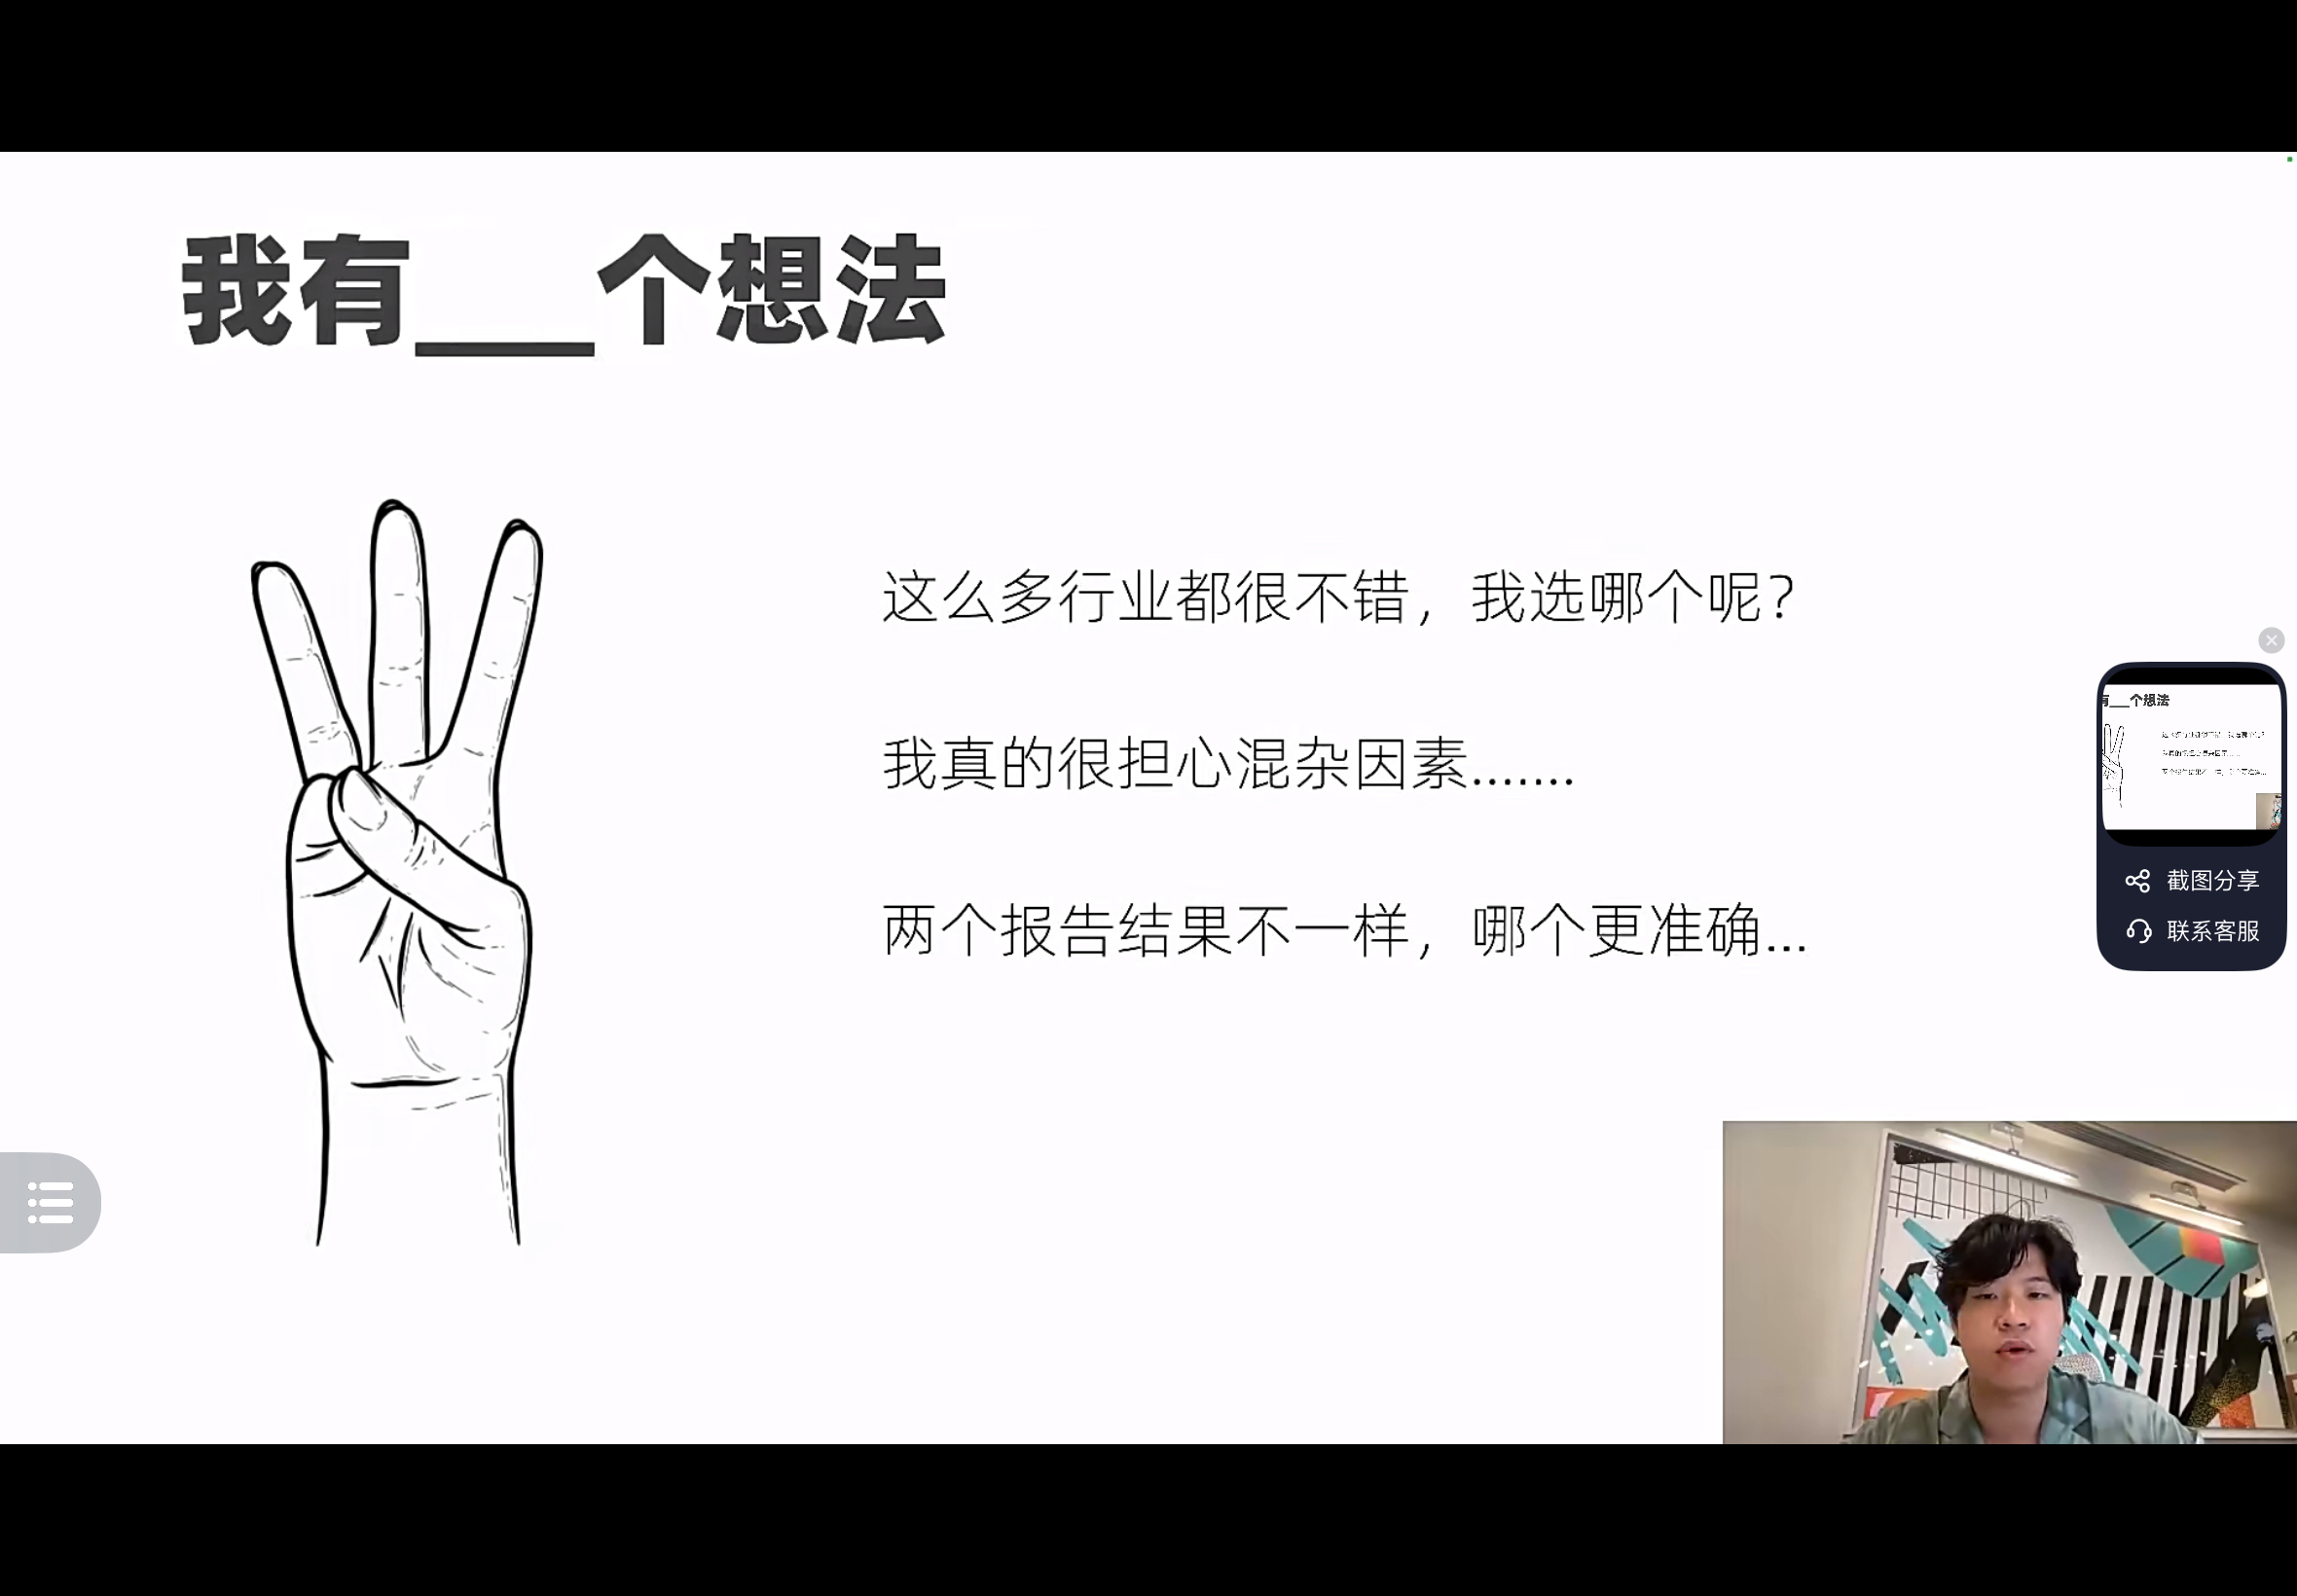 我有___个想法
这么多行业都很不错，我选哪个呢？
我真的很担心混杂因素.......
两个报告结果不一样，哪个更准确...
有___个想法
截图分享
联系客服